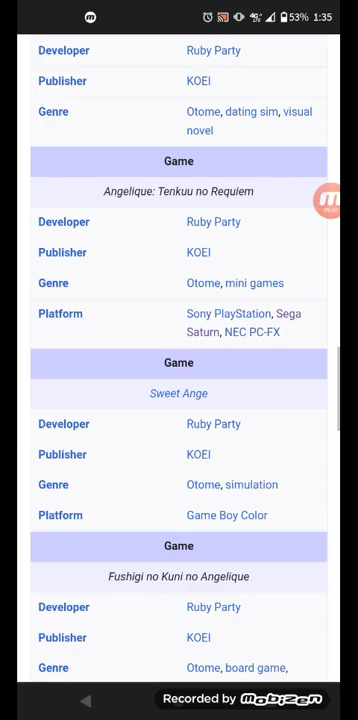 53% 1:35
Developer Ruby Party
Publisher KOEI
Genre Otome, dating sim, visual
novel
Game
Angelique: Tenkuu no Requiem
Developer Ruby Party
Publisher KOEI
Genre Otome, mini games
Platform Sony PlayStation, Sega
Saturn, NEC PC-FX
Game
Sweet Ange
Developer Ruby Party
Publisher KOEI
Genre Otome, simulation
Platform Game Boy Color
Game
Fushigi no Kuni no Angelique
Developer Ruby Party
Publisher KOEI
Genre Otome, board game,
Recorded by mobizen